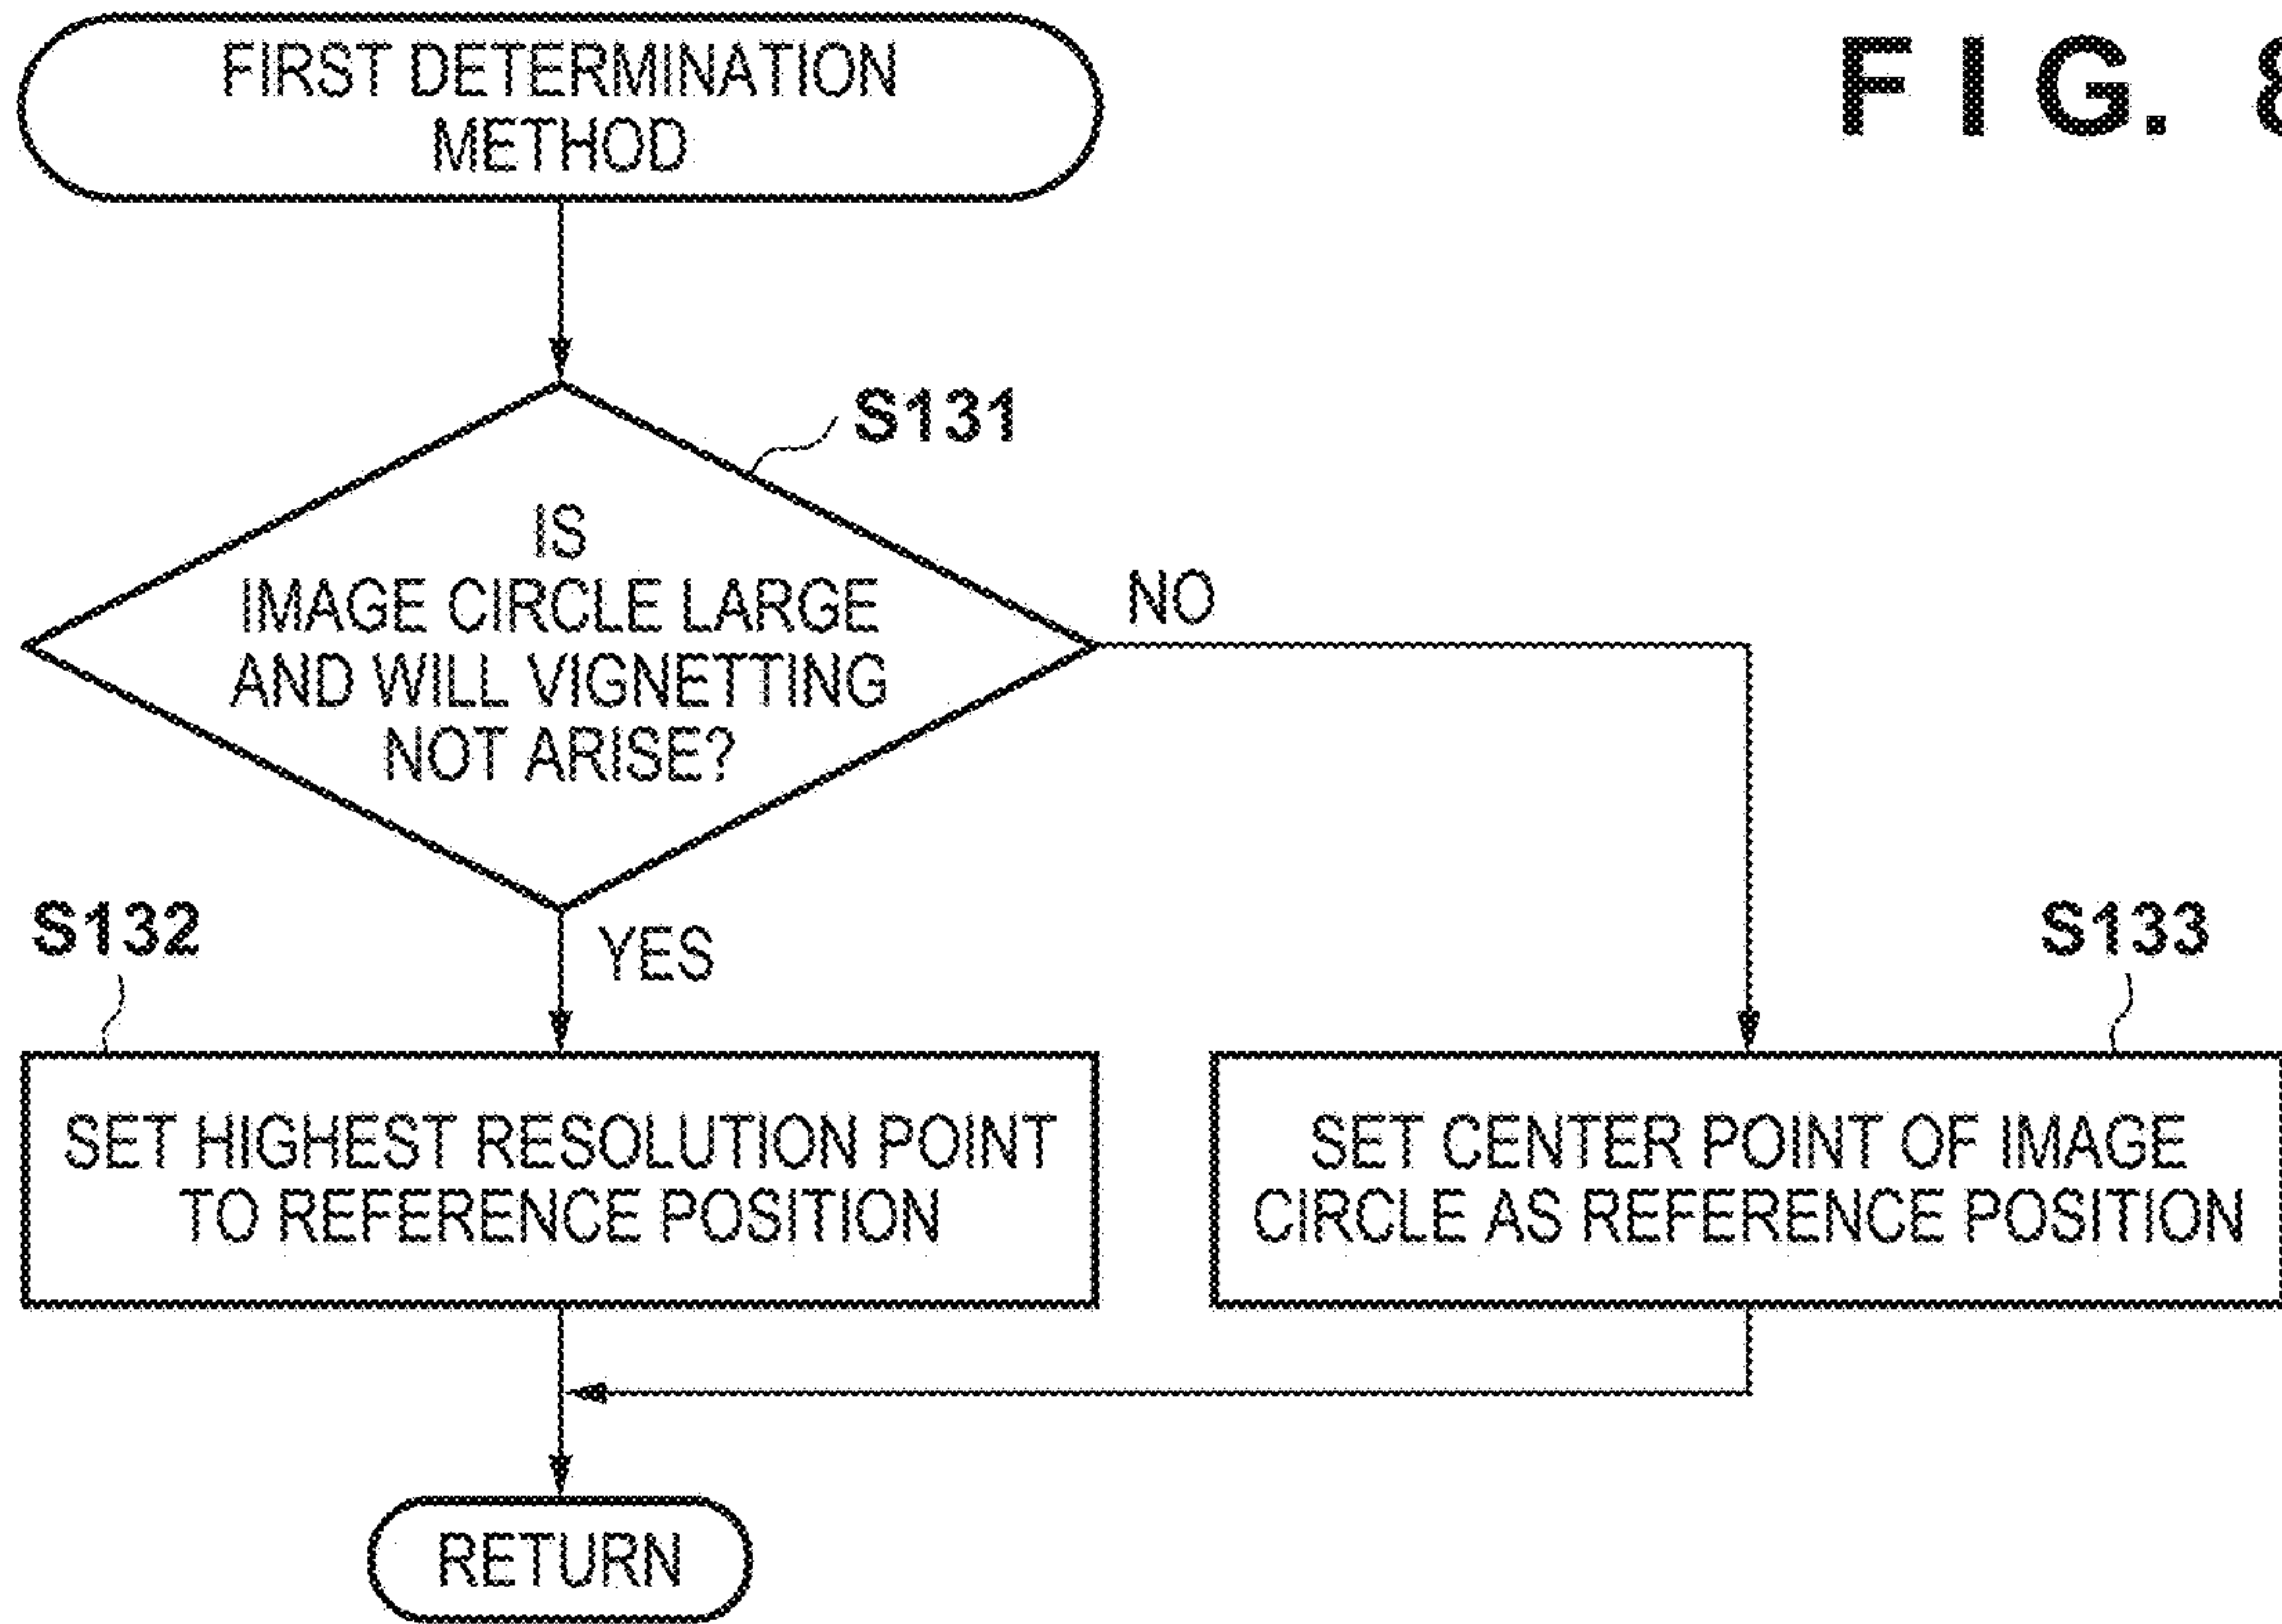 FIG. 8
FIRST DETERMINATION
METHOD
S131
IS
IMAGE CIRCLE LARGE
AND WILL VIGNETTING
NOT ARISE?
NO
YES
S132
SET HIGHEST RESOLUTION POINT
TO REFERENCE POSITION
S133
SET CENTER POINT OF IMAGE
CIRCLE AS REFERENCE POSITION
RETURN